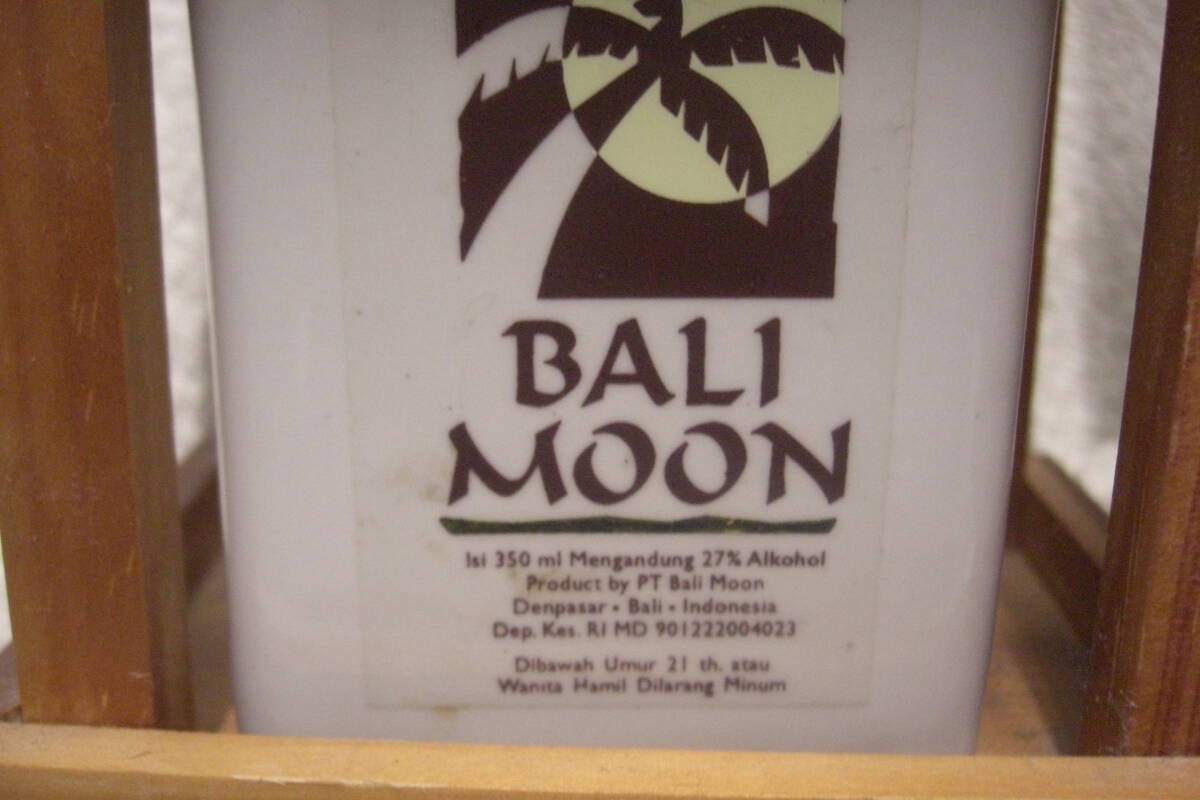 BALI
MOON
Isi 350 ml Mengandung 27% Alkohol
Product by PT Bali Moon
Denpasar • Bali • Indonesia
Dep. Kes. RI MD 901222004023
Dibawah Umur 21 th. atau
Wanita Hamil Dilarang Minum